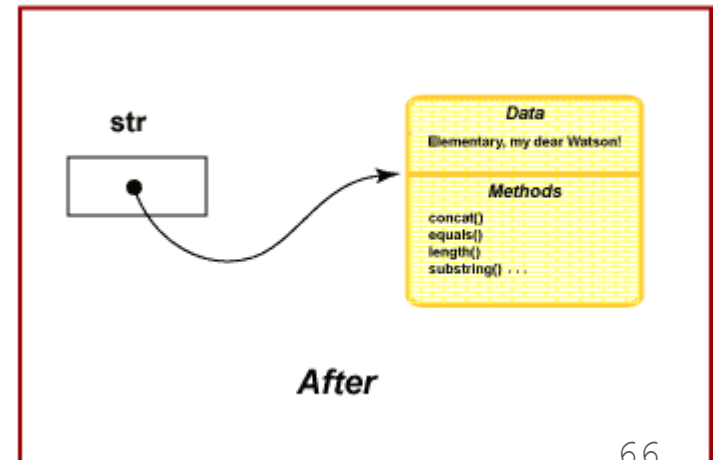 str
Data
Elementary, my dear Watson!
Methods
concat()
equals()
length()
substring() . . .
After
66